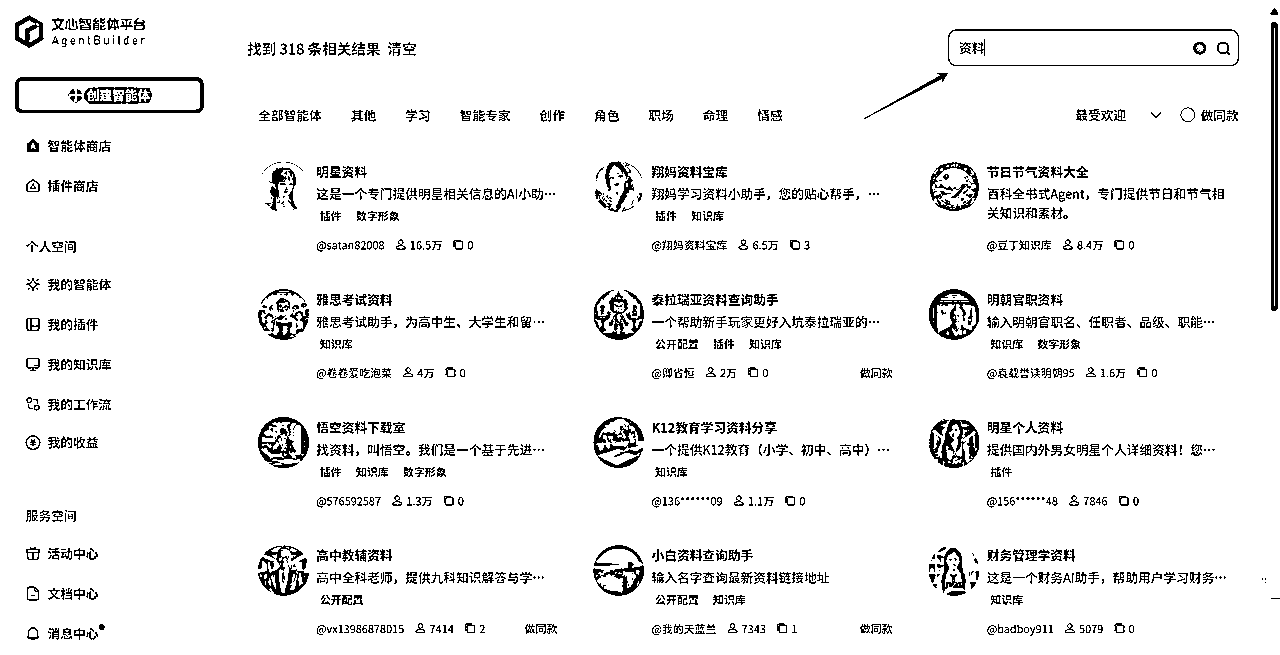 文心智能体平台
AgentBuilder
创建智能体
智能体商店
插件商店
个人空间
我的智能体
我的插件
我的知识库
我的工作流
我的收益
服务空间
活动中心
文档中心
消息中心
找到 318 条相关结果 清空
资料
全部智能体 其他 学习 智能专家 创作 角色 职场 命理 情感
最受欢迎 做同款
明星资料
这是一个专门提供明星相关信息的AI小助…
插件 数字形象
@satan82008 16.5万 0
翔妈资料宝库
翔妈学习资料小助手，您的贴心帮手，…
插件 知识库
@翔妈资料宝库 6.5万 3
节日节气资料大全
百科全书式Agent，专门提供节日和节气相
关知识和素材。
@豆丁知识库 8.4万 0
雅思考试资料
雅思考试助手，为高中生、大学生和留…
知识库
@卷卷爱吃泡菜 4万 0
泰拉瑞亚资料查询助手
一个帮助新手玩家更好入坑泰拉瑞亚的…
公开配置 插件 知识库
@卿省恒 2万 0 做同款
明朝官职资料
输入明朝官职名、任职者、品级、职能…
知识库 数字形象
@袁载誉读明朝95 1.6万 0
悟空资料下载室
找资料，叫悟空。我们是一个基于先进…
插件 知识库 数字形象
@576592587 1.3万 0
K12教育学习资料分享
一个提供K12教育（小学、初中、高中）…
知识库
@136******09 1.1万 0
明星个人资料
提供国内外男女明星个人详细资料！您…
插件
@156******48 7846 0
高中教辅资料
高中全科老师，提供九科知识解答与学…
公开配置
@vx13986878015 7414 2 做同款
小白资料查询助手
输入名字查询最新资料链接地址
公开配置 知识库
@我的天蓝兰 7343 1 做同款
财务管理学资料
这是一个财务AI助手，帮助用户学习财务…
知识库
@badboy911 5079 0